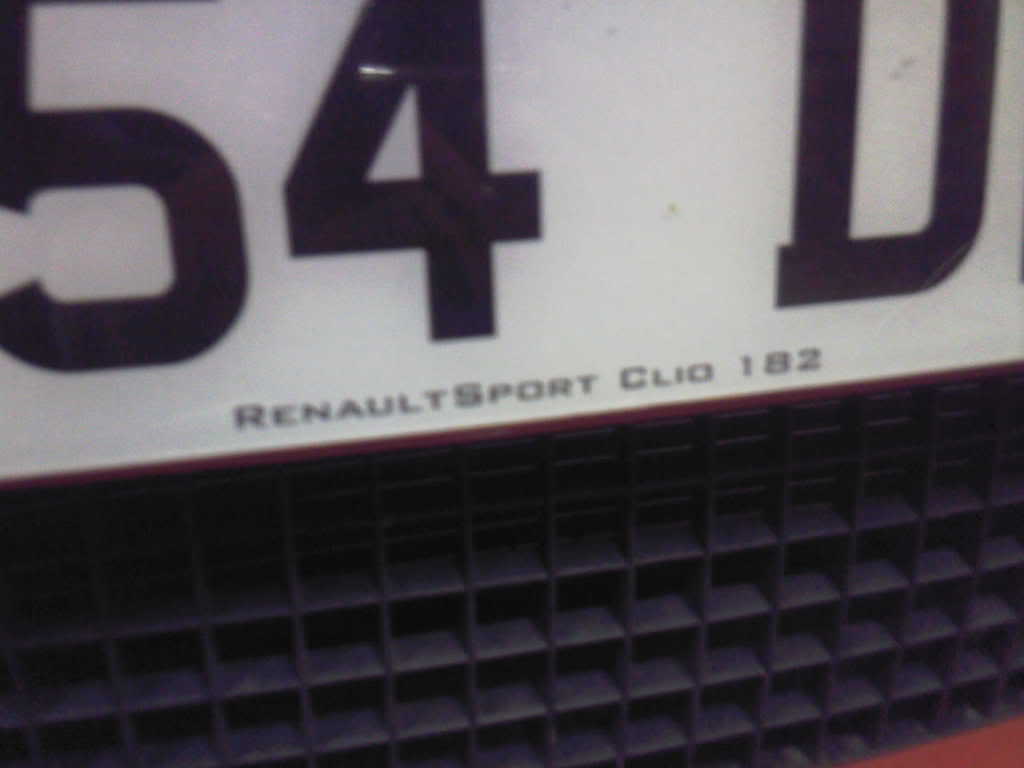 54 D
RenaultSport Clio 182